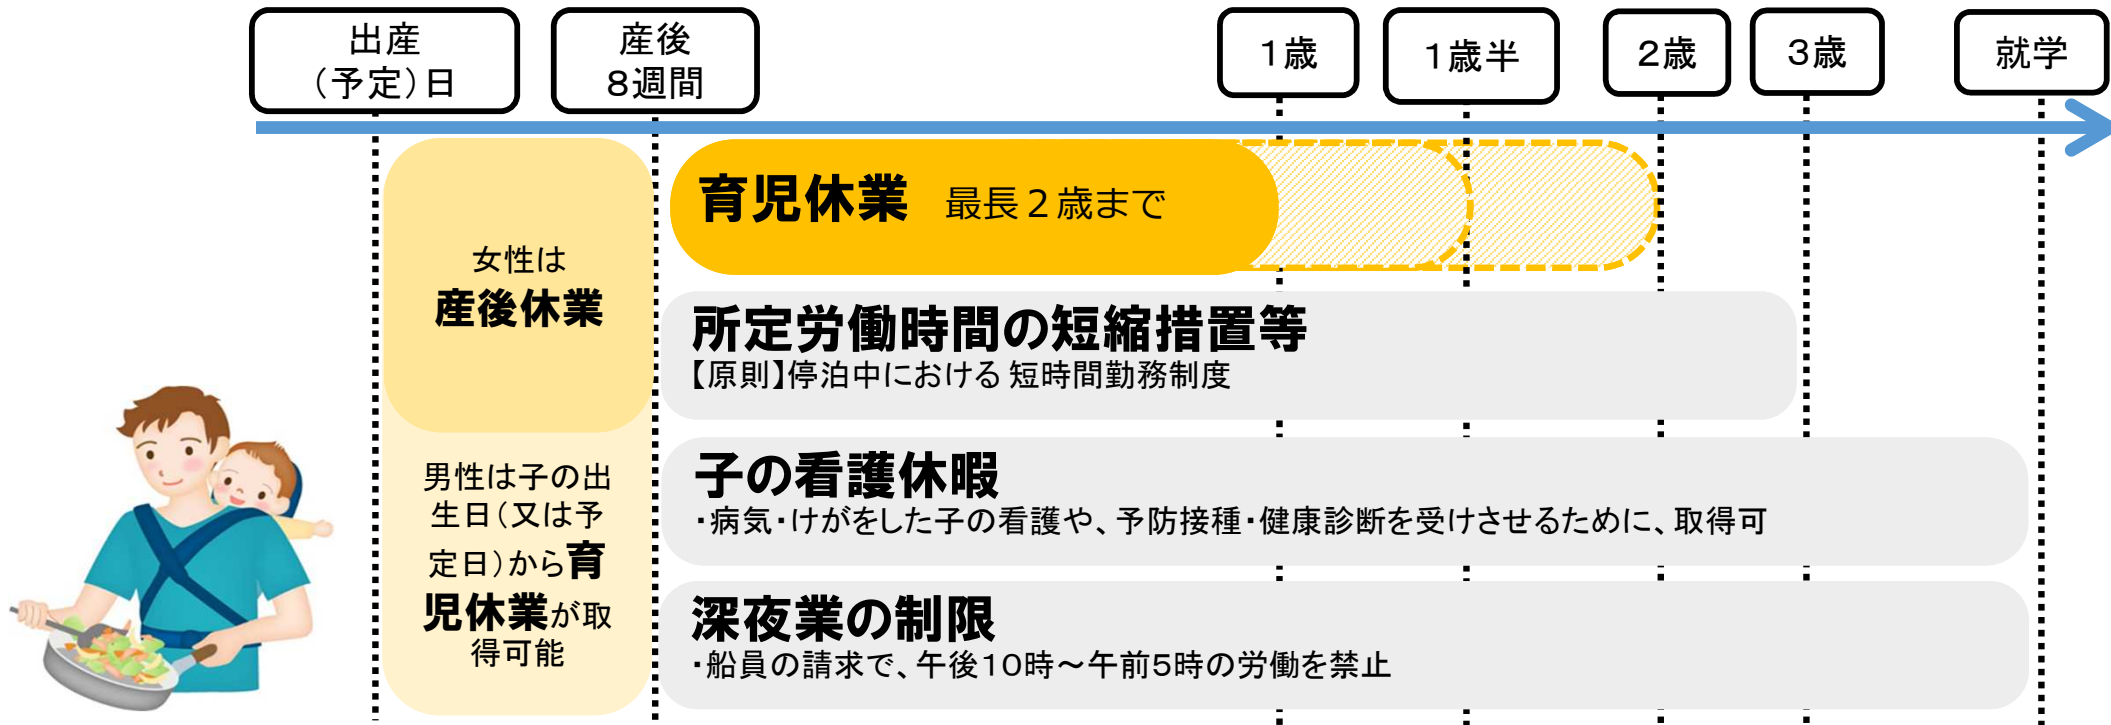 出産
（予定）日
産後
８週間
１歳
１歳半
２歳
３歳
就学
女性は
産後休業
男性は子の出
生日（又は予
定日）から育
児休業が取
得可能
育児休業　最長２歳まで
所定労働時間の短縮措置等
【原則】停泊中における 短時間勤務制度
子の看護休暇
・病気・けがをした子の看護や、予防接種・健康診断を受けさせるために、取得可
深夜業の制限
・船員の請求で、午後１０時～午前５時の労働を禁止